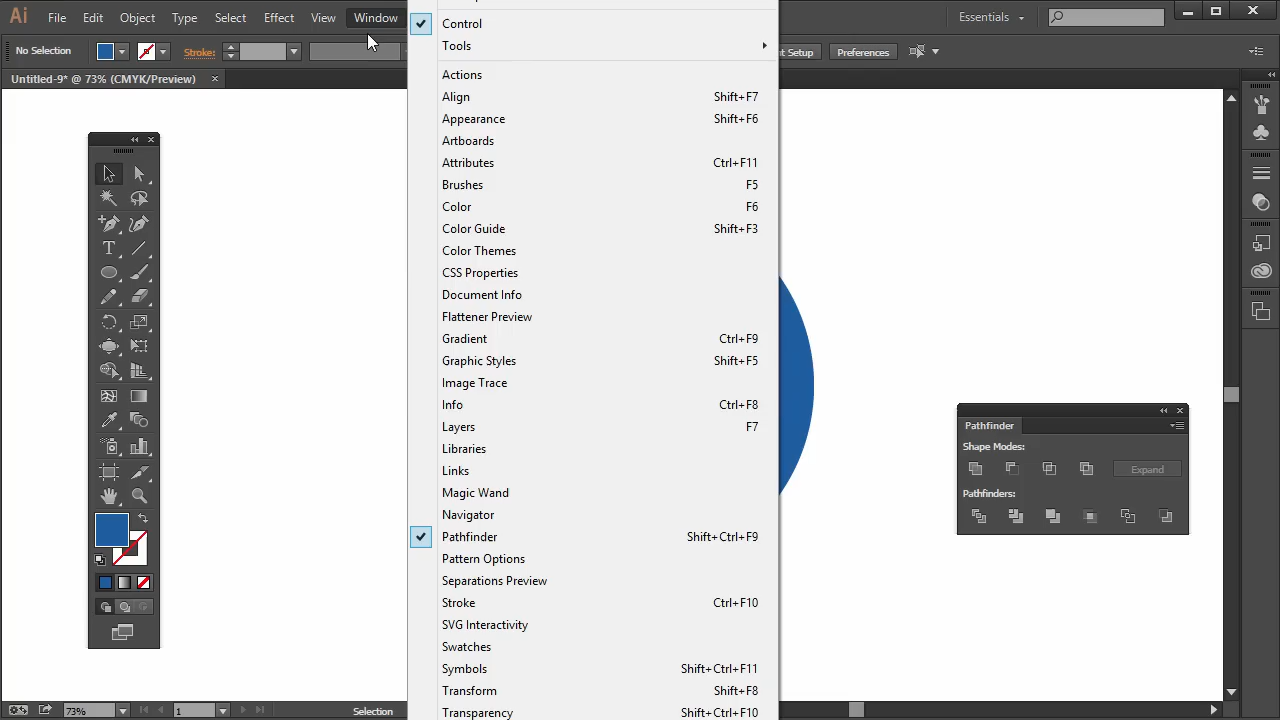 Ai File Edit Object Type Select Effect View Window Essentials
No Selection Stroke: Preferences
Untitled-9* @ 73% (CMYK/Preview)
Control
Tools
Actions
Align Shift+F7
Appearance Shift+F6
Artboards
Attributes Ctrl+F11
Brushes F5
Color F6
Color Guide Shift+F3
Color Themes
CSS Properties
Document Info
Flattener Preview
Gradient Ctrl+F9
Graphic Styles Shift+F5
Image Trace
Info Ctrl+F8
Layers F7
Libraries
Links
Magic Wand
Navigator
Pathfinder Shift+Ctrl+F9
Pattern Options
Separations Preview
Stroke Ctrl+F10
SVG Interactivity
Swatches
Symbols Shift+Ctrl+F11
Transform Shift+F8
Transparency Shift+Ctrl+F10
Pathfinder
Shape Modes:
Expand
Pathfinders:
73% 1 Selection